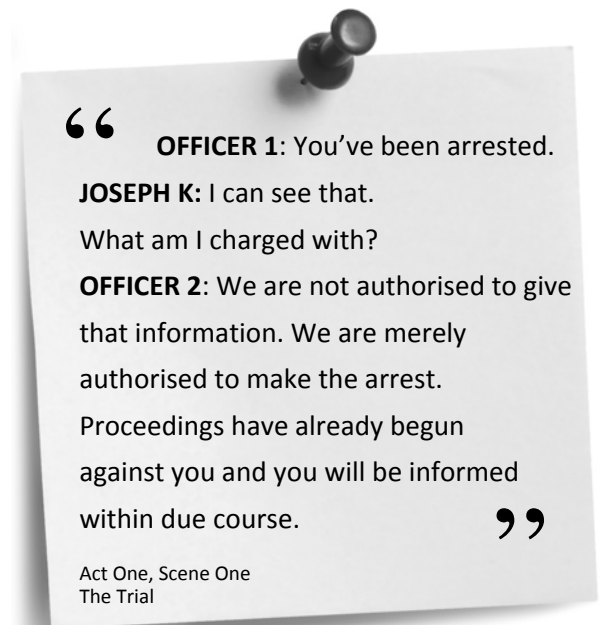 “ OFFICER 1: You’ve been arrested.
JOSEPH K: I can see that.
What am I charged with?
OFFICER 2: We are not authorised to give
that information. We are merely
authorised to make the arrest.
Proceedings have already begun
against you and you will be informed
within due course. ”
Act One, Scene One
The Trial